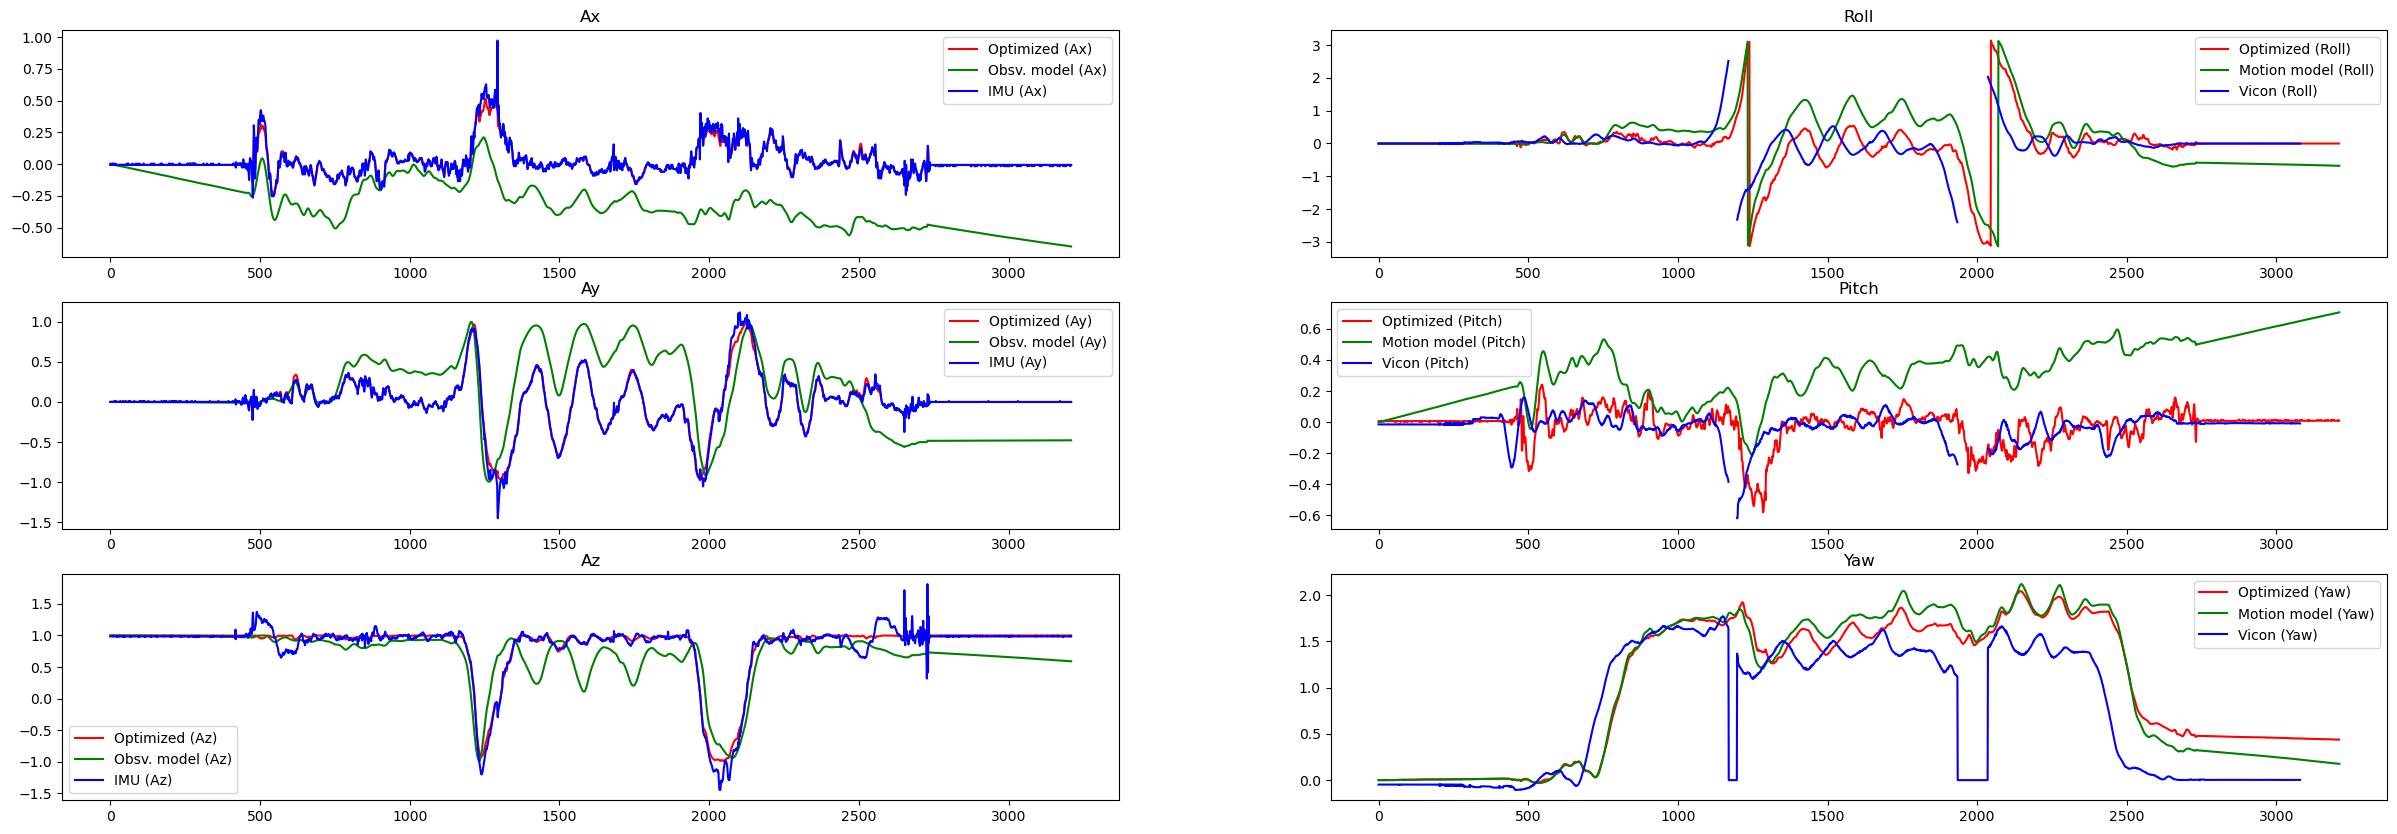 Ax
1.00
0.75
0.50
0.25
0.00
−0.25
−0.50
Optimized (Ax)
Obsv. model (Ax)
IMU (Ax)
0 500 1000 1500 2000 2500 3000
Roll
3
2
1
0
−1
−2
−3
Optimized (Roll)
Motion model (Roll)
Vicon (Roll)
0 500 1000 1500 2000 2500 3000
Ay
1.0
0.5
0.0
−0.5
−1.0
−1.5
Optimized (Ay)
Obsv. model (Ay)
IMU (Ay)
0 500 1000 1500 2000 2500 3000
Pitch
0.6
0.4
0.2
0.0
−0.2
−0.4
−0.6
Optimized (Pitch)
Motion model (Pitch)
Vicon (Pitch)
0 500 1000 1500 2000 2500 3000
Az
1.5
1.0
0.5
0.0
−0.5
−1.0
−1.5
Optimized (Az)
Obsv. model (Az)
IMU (Az)
0 500 1000 1500 2000 2500 3000
Yaw
2.0
1.5
1.0
0.5
0.0
Optimized (Yaw)
Motion model (Yaw)
Vicon (Yaw)
0 500 1000 1500 2000 2500 3000